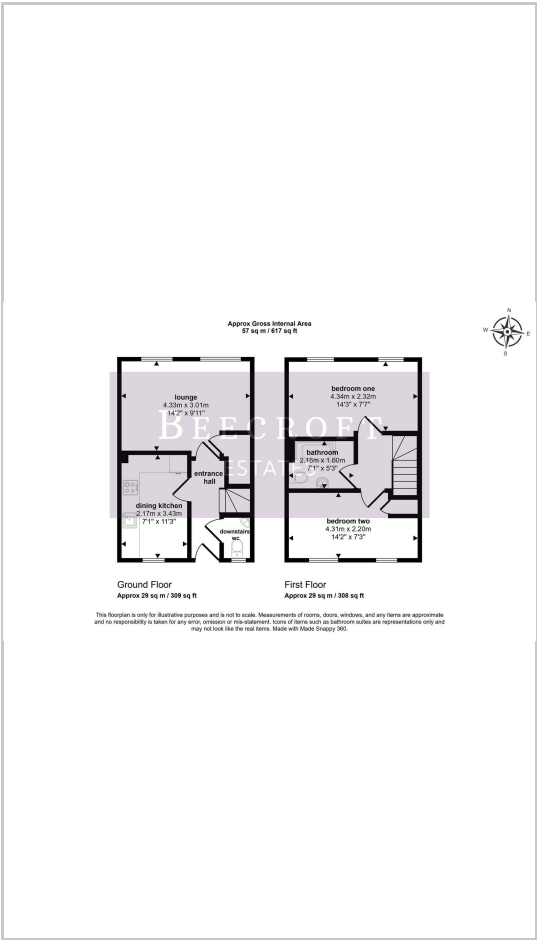 Approx Gross Internal Area
57 sq m / 617 sq ft
N
W
E
S
lounge
4.33m x 3.01m
14'2" x 9'11"
bedroom one
4.34m x 2.32m
14'3" x 7'7"
BEECROFT
ESTATES
bathroom
2.16m x 1.60m
7'1" x 5'3"
entrance
hall
dining kitchen
2.17m x 3.43m
7'1" x 11'3"
downstairs
wc
bedroom two
4.31m x 2.20m
14'2" x 7'3"
Ground Floor
Approx 29 sq m / 309 sq ft
First Floor
Approx 29 sq m / 308 sq ft
This floorplan is only for illustrative purposes and is not to scale. Measurements of rooms, doors, windows, and any items are approximate
and no responsibility is taken for any error, omission or mis-statement. Icons of items such as bathroom suites are representations only and
may not look like the real items. Made with Made Snappy 360.